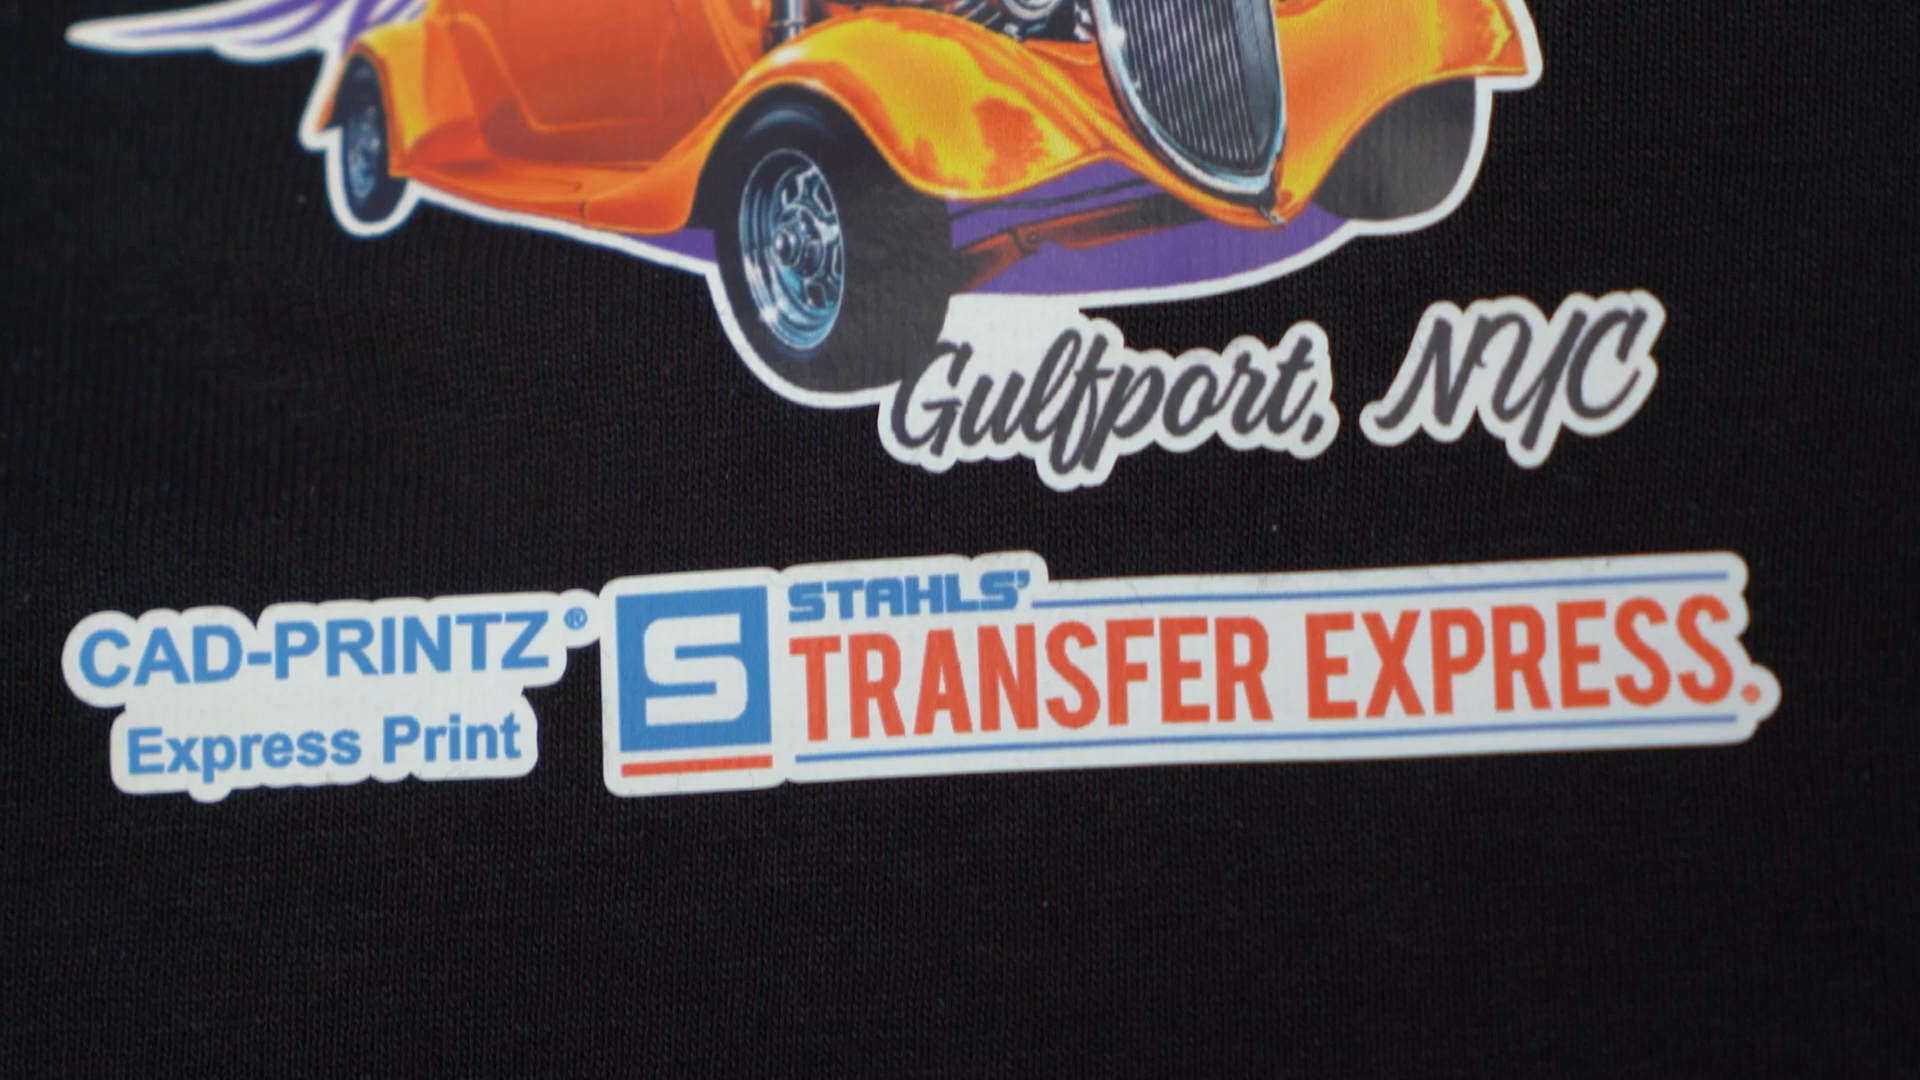 Gulfport, NYC
CAD-PRINTZ®
Express Print
S
STAHLS'
TRANSFER EXPRESS.